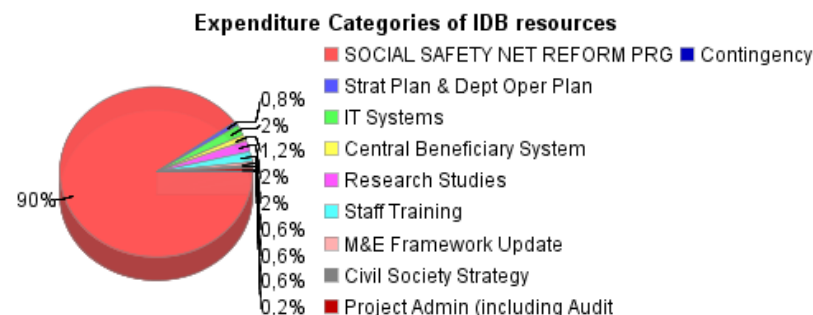 Expenditure Categories of IDB resources
SOCIAL SAFETY NET REFORM PRG Contingency
Strat Plan & Dept Oper Plan
IT Systems
Central Beneficiary System
Research Studies
Staff Training
M&E Framework Update
Civil Society Strategy
Project Admin (including Audit
90%
0,8%
2%
1,2%
2%
2%
0,6%
0,6%
0,6%
0,2%